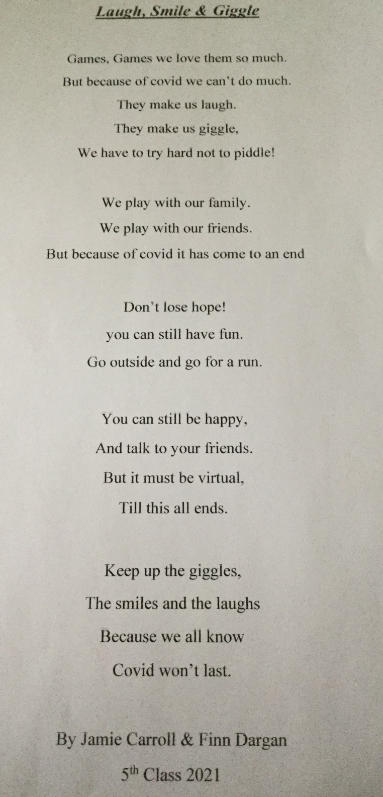 Laugh, Smile & Giggle
Games, Games we love them so much.
But because of covid we can't do much.
They make us laugh.
They make us giggle,
We have to try hard not to piddle!
We play with our family.
We play with our friends.
But because of covid it has come to an end
Don't lose hope!
you can still have fun.
Go outside and go for a run.
You can still be happy,
And talk to your friends.
But it must be virtual,
Till this all ends.
Keep up the giggles,
The smiles and the laughs
Because we all know
Covid won't last.
By Jamie Carroll & Finn Dargan
5th Class 2021